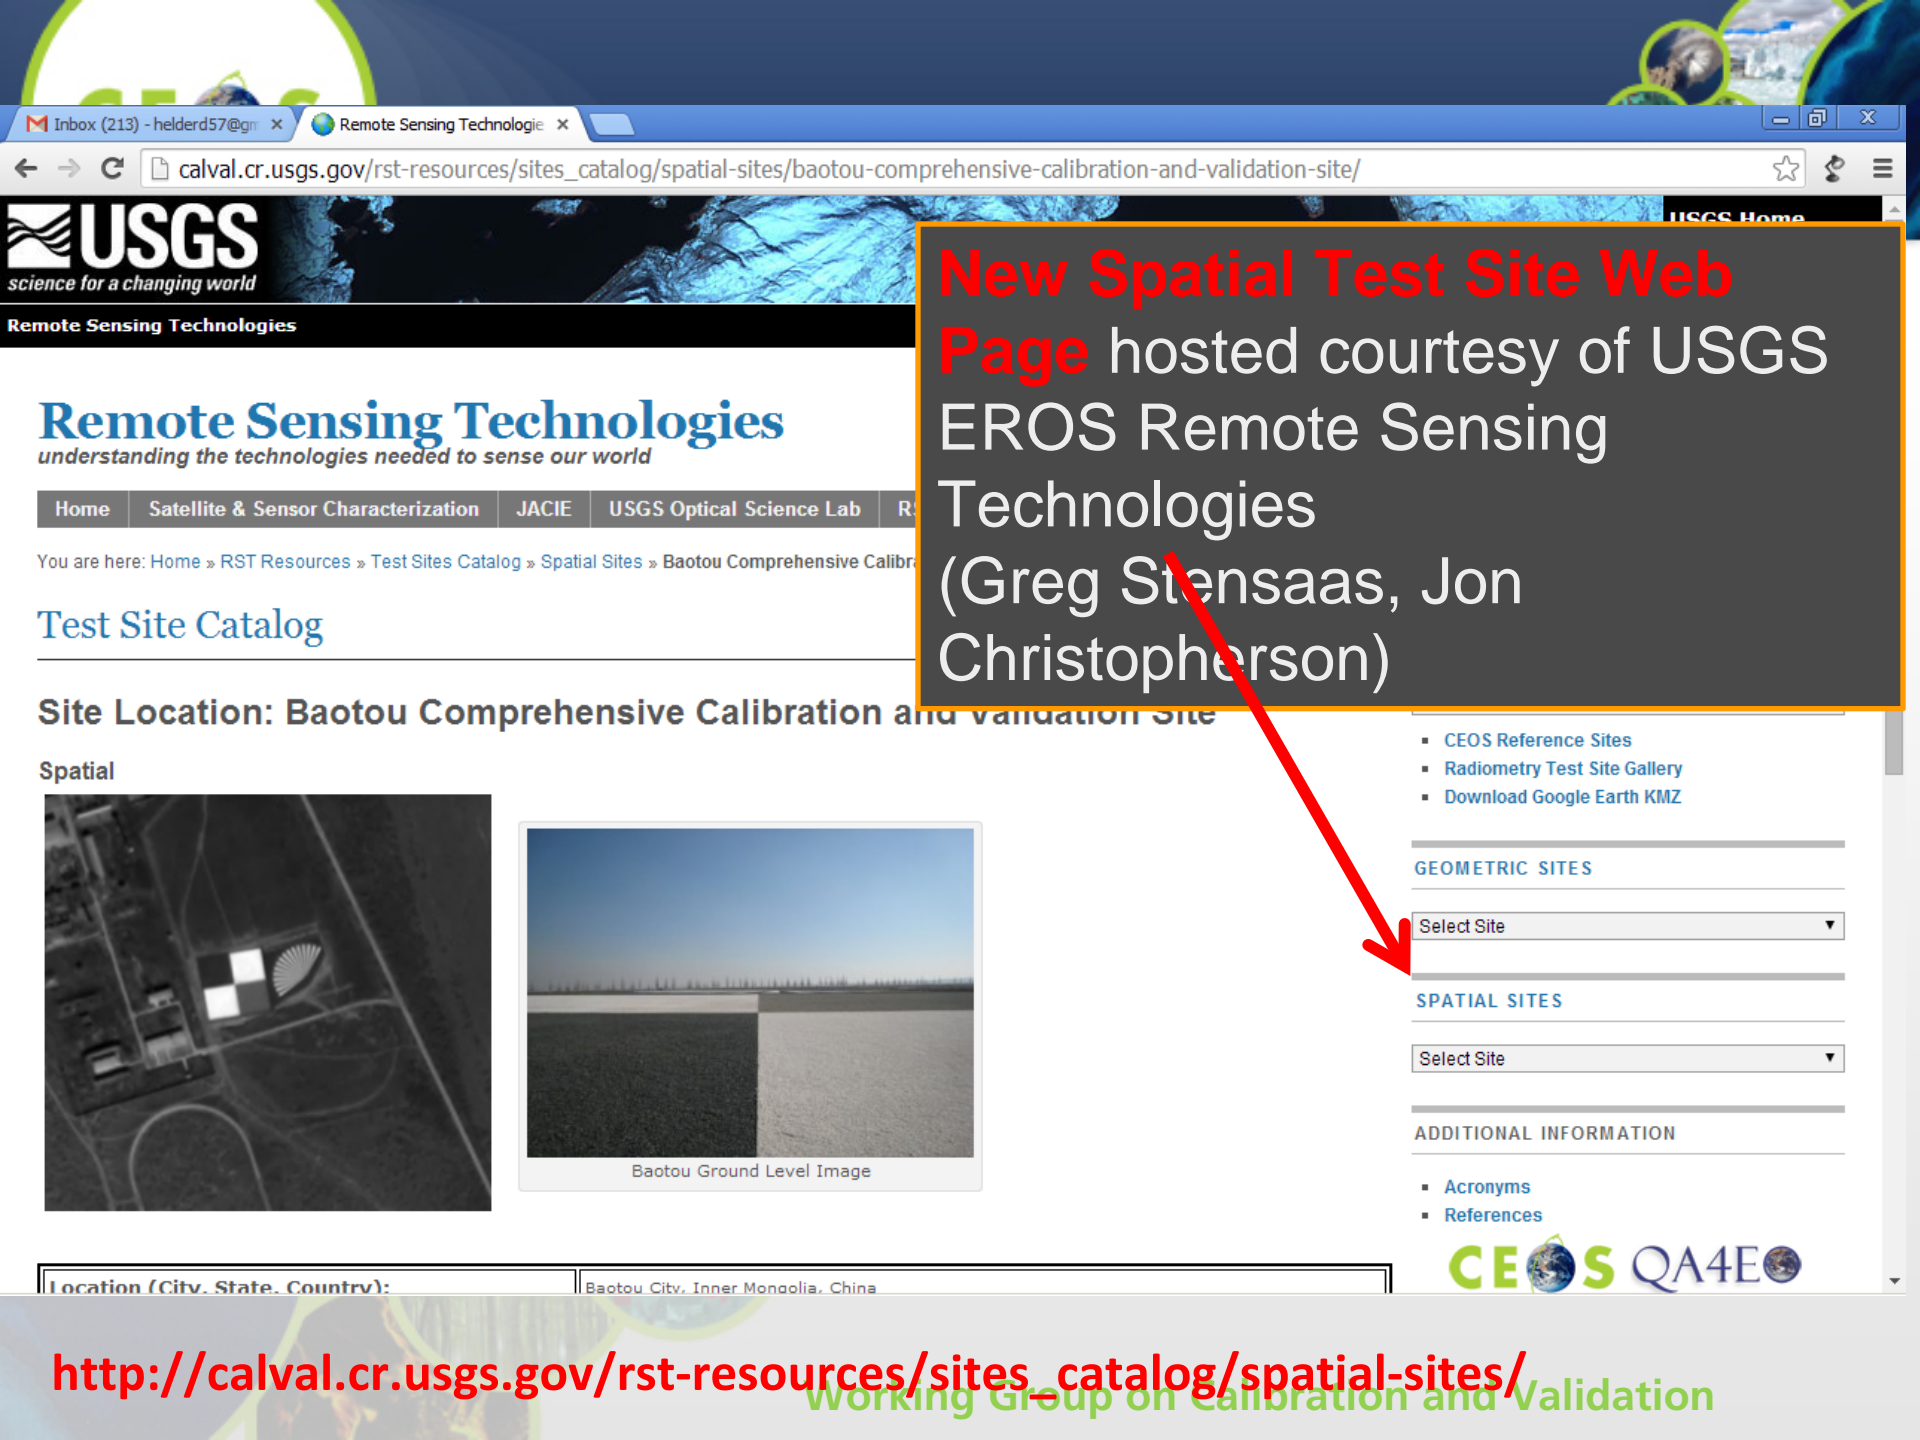 Inbox (213) - helderd57@gm
Remote Sensing Technologie
calval.cr.usgs.gov/rst-resources/sites_catalog/spatial-sites/baotou-comprehensive-calibration-and-validation-site/
USGS
science for a changing world
USGS Home
Remote Sensing Technologies
New Spatial Test Site Web
Page hosted courtesy of USGS
EROS Remote Sensing
Technologies
(Greg Stensaas, Jon
Christopherson)
Remote Sensing Technologies
understanding the technologies needed to sense our world
Home Satellite & Sensor Characterization JACIE USGS Optical Science Lab
You are here: Home » RST Resources » Test Sites Catalog » Spatial Sites » Baotou Comprehensive
Test Site Catalog
Site Location: Baotou Comprehensive Calibration and Validation Site
Spatial
Baotou Ground Level Image
CEOS Reference Sites
Radiometry Test Site Gallery
Download Google Earth KMZ
GEOMETRIC SITES
Select Site
SPATIAL SITES
Select Site
ADDITIONAL INFORMATION
Acronyms
References
CEOS QA4EO
Location (City, State, Country): Baotou City, Inner Mongolia, China
http://calval.cr.usgs.gov/rst-resources/sites_catalog/spatial-sites/
Working Group on Calibration and Validation